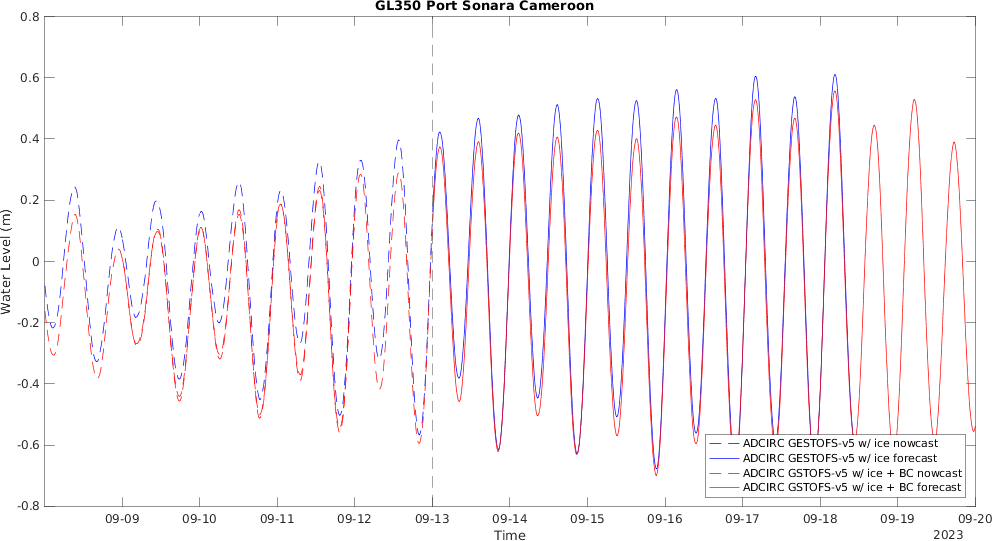 GL350 Port Sonara Cameroon
0.8
0.6
0.4
0.2
0
-0.2
-0.4
-0.6
-0.8
Water Level (m)
ADCIRC GESTOFS-v5 w/ ice nowcast
ADCIRC GESTOFS-v5 w/ ice forecast
ADCIRC GSTOFS-v5 w/ ice + BC nowcast
ADCIRC GSTOFS-v5 w/ ice + BC forecast
09-09 09-10 09-11 09-12 09-13 09-14 09-15 09-16 09-17 09-18 09-19 09-20
Time
2023